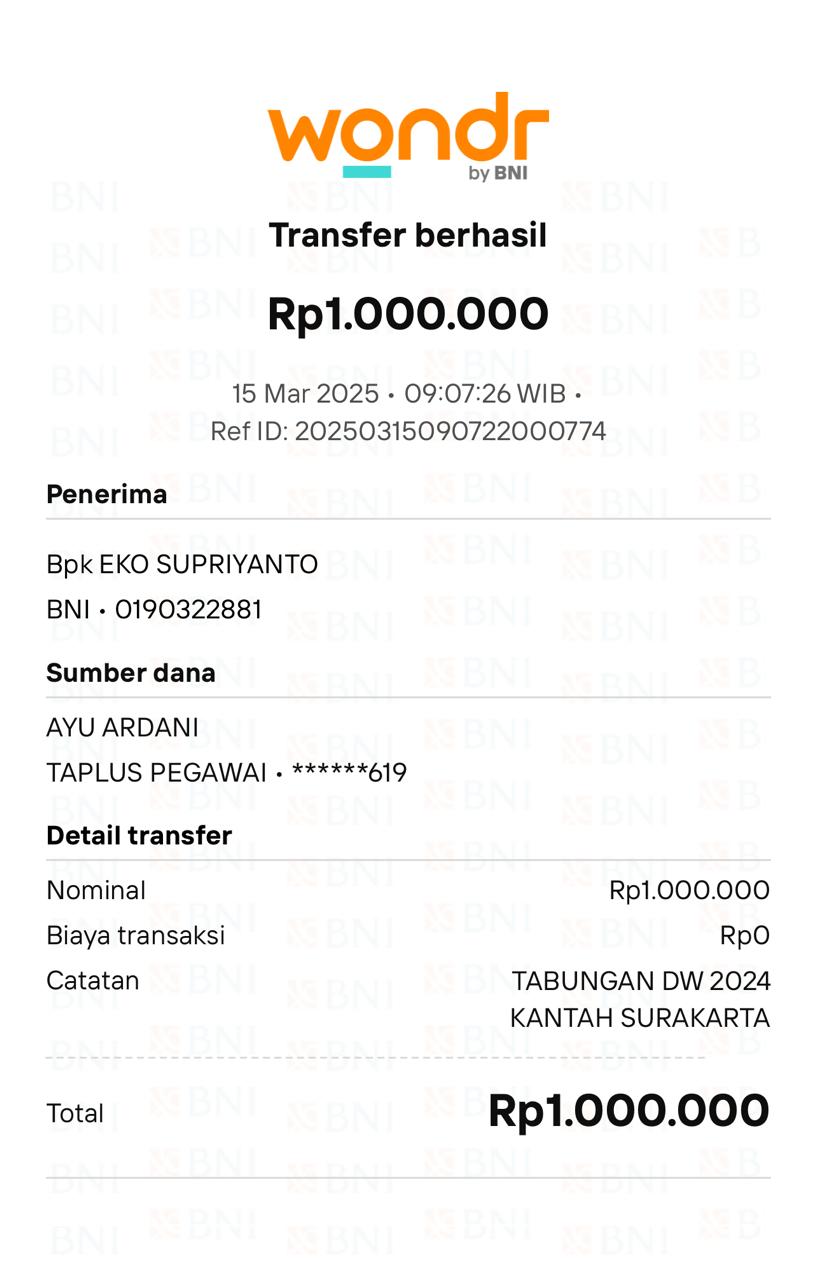 wondr
by BNI
Transfer berhasil
Rp1.000.000
15 Mar 2025 • 09:07:26 WIB •
Ref ID: 20250315090722000774
Penerima
Bpk EKO SUPRIYANTO
BNI • 0190322881
Sumber dana
AYU ARDANI
TAPLUS PEGAWAI • ******619
Detail transfer
Nominal Rp1.000.000
Biaya transaksi Rp0
Catatan TABUNGAN DW 2024
KANTAH SURAKARTA
Total Rp1.000.000